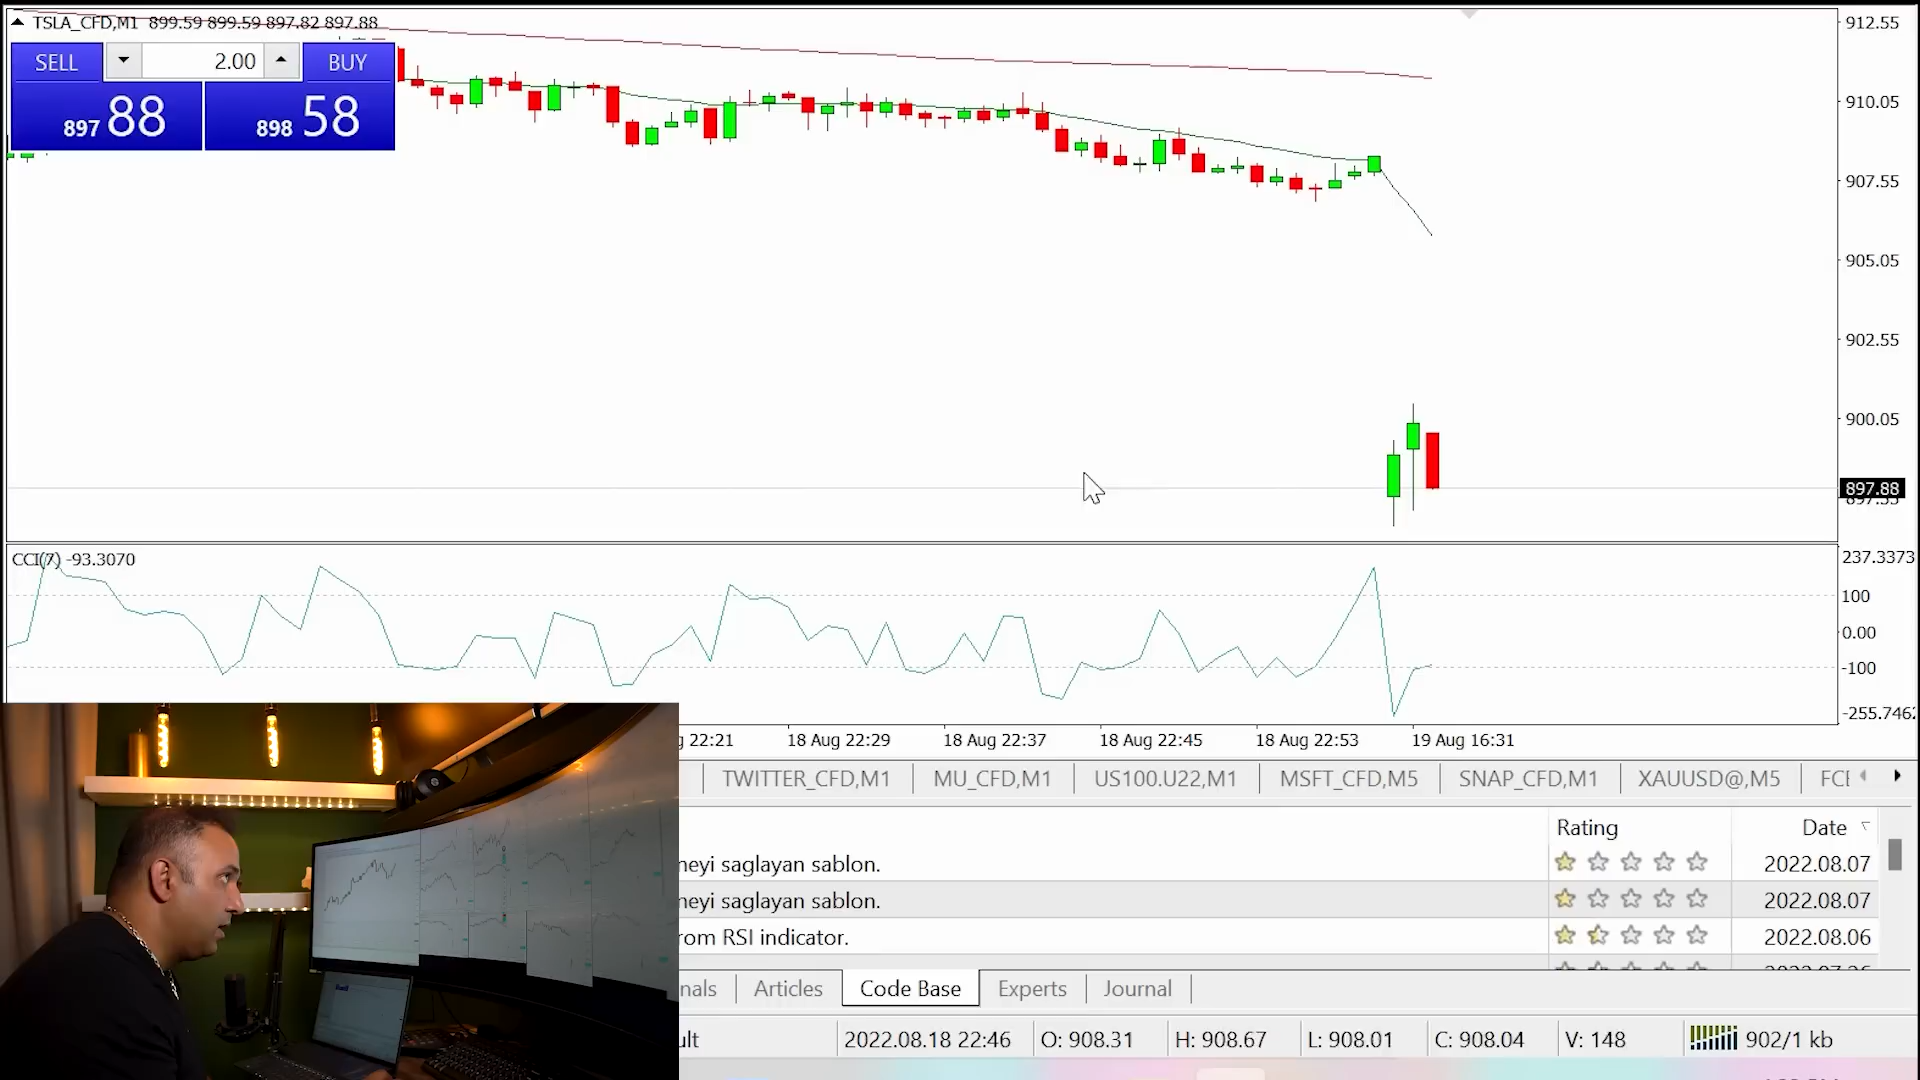 TSLA_CFD,M1 899.59 899.59 897.82 897.88
SELL 2.00 BUY
897 88 898 58
912.55
910.05
907.55
905.05
902.55
900.05
897.88
CCI(7) -93.3070
237.3373
100
0.00
-100
-255.7462
22:21 18 Aug 22:29 18 Aug 22:37 18 Aug 22:45 18 Aug 22:53 19 Aug 16:31
TWITTER_CFD,M1 MU_CFD,M1 US100.U22,M1 MSFT_CFD,M5 SNAP_CFD,M1 XAUUSD@,M5
Rating Date
neyi saglayan sablon. 2022.08.07
neyi saglayan sablon. 2022.08.07
rom RSI indicator. 2022.08.06
nals Articles Code Base Experts Journal
ult 2022.08.18 22:46 O: 908.31 H: 908.67 L: 908.01 C: 908.04 V: 148 902/1 kb